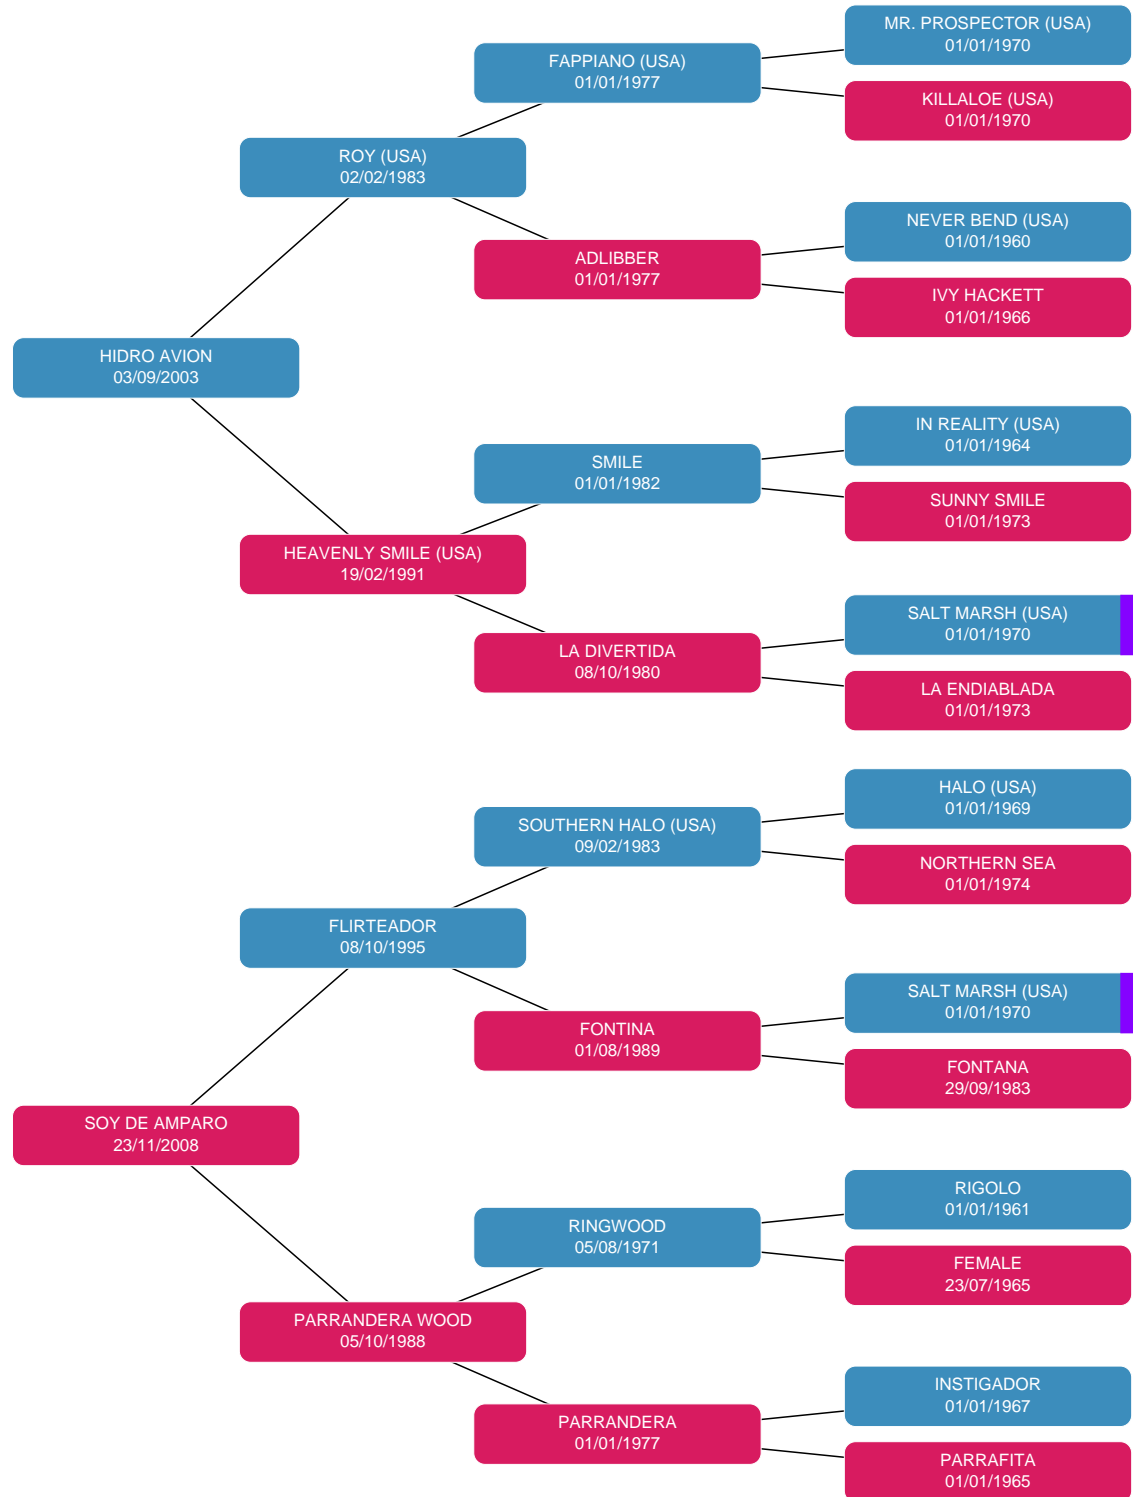 MR. PROSPECTOR (USA)
01/01/1970
FAPPIANO (USA)
01/01/1977
KILLALOE (USA)
01/01/1970
ROY (USA)
02/02/1983
NEVER BEND (USA)
01/01/1960
ADLIBBER
01/01/1977
IVY HACKETT
01/01/1966
HIDRO AVION
03/09/2003
IN REALITY (USA)
01/01/1964
SMILE
01/01/1982
SUNNY SMILE
01/01/1973
HEAVENLY SMILE (USA)
19/02/1991
SALT MARSH (USA)
01/01/1970
LA DIVERTIDA
08/10/1980
LA ENDIABLADA
01/01/1973
HALO (USA)
01/01/1969
SOUTHERN HALO (USA)
09/02/1983
NORTHERN SEA
01/01/1974
FLIRTEADOR
08/10/1995
SALT MARSH (USA)
01/01/1970
FONTINA
01/08/1989
FONTANA
29/09/1983
SOY DE AMPARO
23/11/2008
RIGOLO
01/01/1961
RINGWOOD
05/08/1971
FEMALE
23/07/1965
PARRANDERA WOOD
05/10/1988
INSTIGADOR
01/01/1967
PARRANDERA
01/01/1977
PARRAFITA
01/01/1965